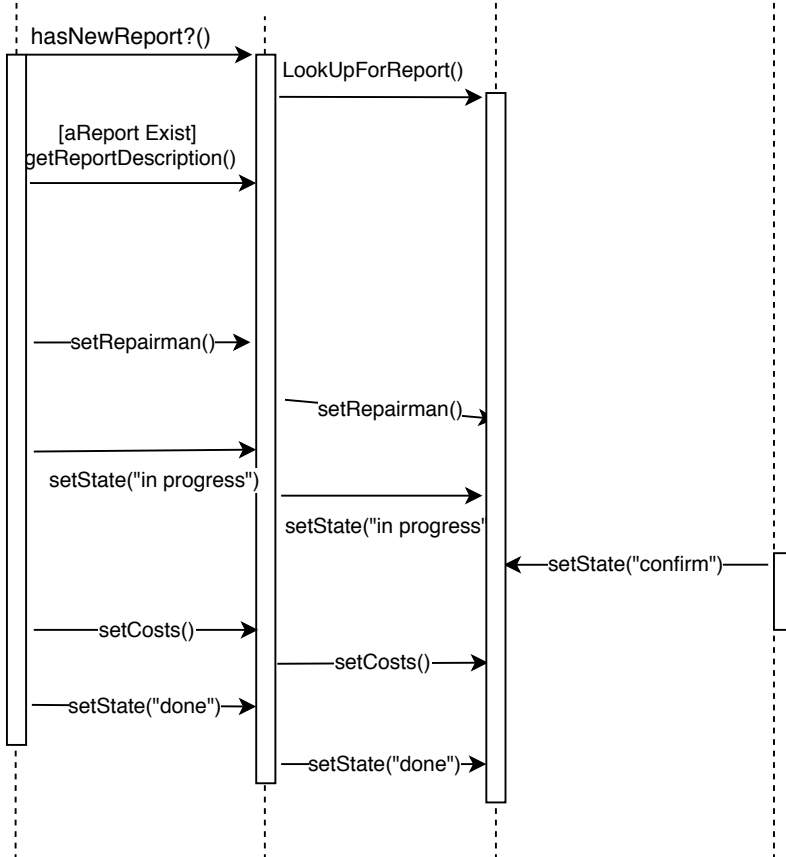 hasNewReport?()
LookUpForReport()
[aReport Exist]
getReportDescription()
setRepairman()
setRepairman()
setState("in progress")
setState("in progress"
setState("confirm")
setCosts()
setCosts()
setState("done")
setState("done")